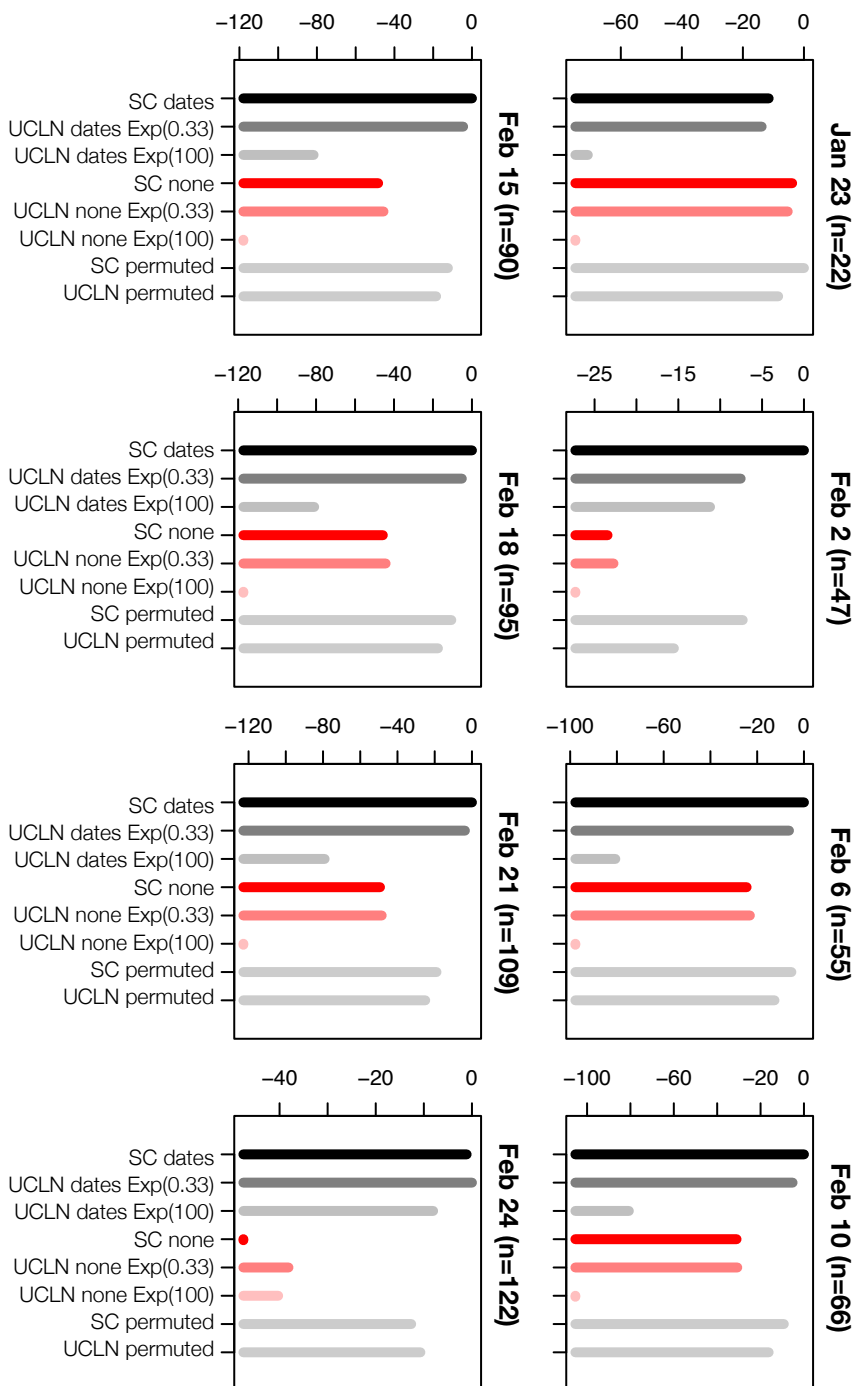 −120 −80 −40 0
−60 −20 0
SC dates
UCLN dates Exp(0.33)
UCLN dates Exp(100)
SC none
UCLN none Exp(0.33)
UCLN none Exp(100)
SC permuted
UCLN permuted
Feb 15 (n=90)
Jan 23 (n=22)
−120 −80 −40 0
−25 −15 −5 0
SC dates
UCLN dates Exp(0.33)
UCLN dates Exp(100)
SC none
UCLN none Exp(0.33)
UCLN none Exp(100)
SC permuted
UCLN permuted
Feb 18 (n=95)
Feb 2 (n=47)
−120 −80 −40 0
−100 −60 −20 0
SC dates
UCLN dates Exp(0.33)
UCLN dates Exp(100)
SC none
UCLN none Exp(0.33)
UCLN none Exp(100)
SC permuted
UCLN permuted
Feb 21 (n=109)
Feb 6 (n=55)
−40 −20 0
−100 −60 −20 0
SC dates
UCLN dates Exp(0.33)
UCLN dates Exp(100)
SC none
UCLN none Exp(0.33)
UCLN none Exp(100)
SC permuted
UCLN permuted
Feb 24 (n=122)
Feb 10 (n=66)